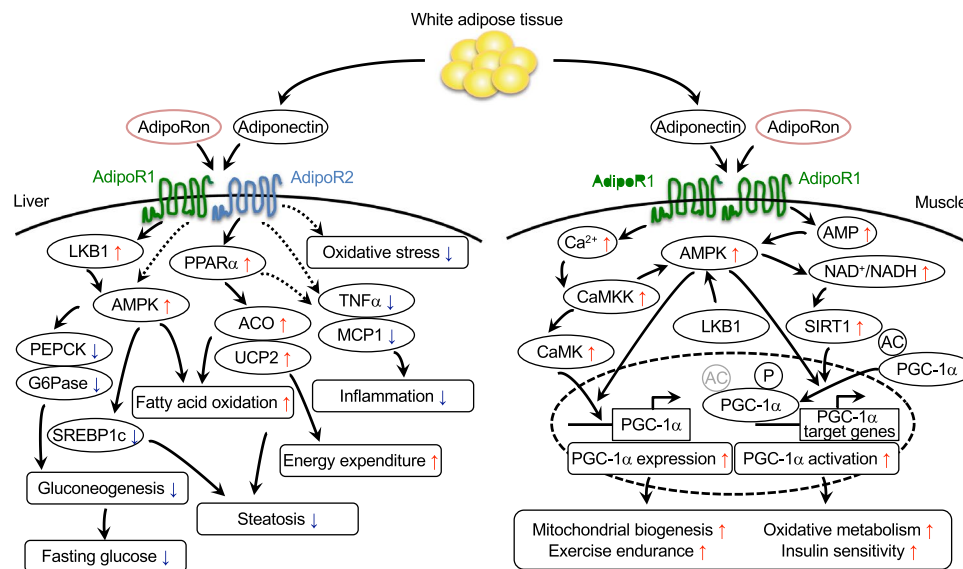 White adipose tissue
AdipoRon
Adiponectin
Adiponectin
AdipoRon
AdipoR1
AdipoR2
AdipoR1
AdipoR1
Liver
Muscle
LKB1 ↑
PPARα ↑
Oxidative stress ↓
AMPK ↑
TNFα ↓
MCP1 ↓
ACO ↑
UCP2 ↑
PEPCK ↓
G6Pase ↓
Fatty acid oxidation ↑
Inflammation ↓
SREBP1c ↓
Energy expenditure ↑
Gluconeogenesis ↓
Steatosis ↓
Fasting glucose ↓
Ca²⁺ ↑
AMPK ↑
AMP ↑
NAD⁺/NADH ↑
CaMKK ↑
LKB1
SIRT1 ↑
CaMK ↑
AC
PGC-1α
AC
P
PGC-1α
PGC-1α
PGC-1α
target genes
PGC-1α expression ↑
PGC-1α activation ↑
Mitochondrial biogenesis ↑
Exercise endurance ↑
Oxidative metabolism ↑
Insulin sensitivity ↑